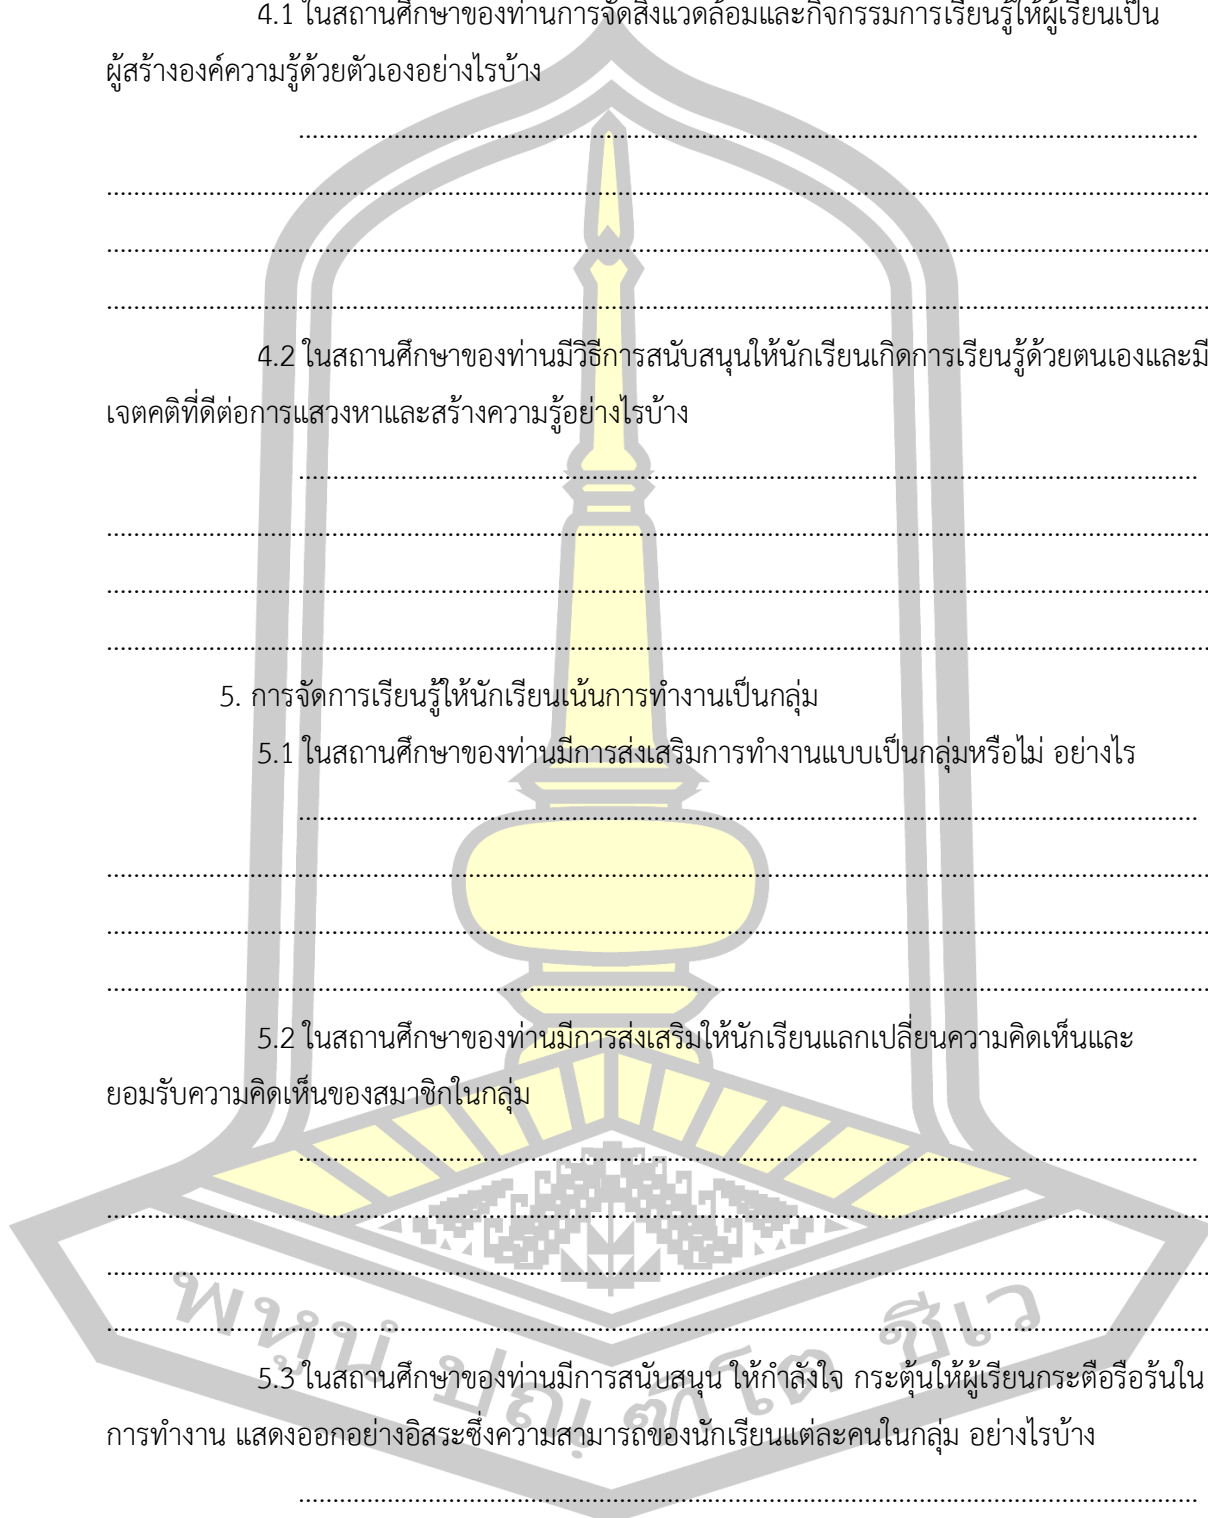 4.1 ในสถานศึกษาของท่านการจัดสิ่งแวดล้อมและกิจกรรมการเรียนรู้ให้ผู้เรียนเป็น
ผู้สร้างองค์ความรู้ด้วยตัวเองอย่างไรบ้าง
........................................................................................................................................
........................................................................................................................................
........................................................................................................................................
........................................................................................................................................
4.2 ในสถานศึกษาของท่านมีวิธีการสนับสนุนให้นักเรียนเกิดการเรียนรู้ด้วยตนเองและมี
เจตคติที่ดีต่อการแสวงหาและสร้างความรู้อย่างไรบ้าง
........................................................................................................................................
........................................................................................................................................
........................................................................................................................................
........................................................................................................................................
5. การจัดการเรียนรู้ให้นักเรียนเน้นการทำงานเป็นกลุ่ม
5.1 ในสถานศึกษาของท่านมีการส่งเสริมการทำงานแบบเป็นกลุ่มหรือไม่ อย่างไร
........................................................................................................................................
........................................................................................................................................
........................................................................................................................................
........................................................................................................................................
5.2 ในสถานศึกษาของท่านมีการส่งเสริมให้นักเรียนแลกเปลี่ยนความคิดเห็นและ
ยอมรับความคิดเห็นของสมาชิกในกลุ่ม
........................................................................................................................................
........................................................................................................................................
........................................................................................................................................
........................................................................................................................................
พหูนํ ปญฺฑิโต ชีเว
5.3 ในสถานศึกษาของท่านมีการสนับสนุน ให้กำลังใจ กระตุ้นให้ผู้เรียนกระตือรือร้นใน
การทำงาน แสดงออกอย่างอิสระซึ่งความสามารถของนักเรียนแต่ละคนในกลุ่ม อย่างไรบ้าง
........................................................................................................................................